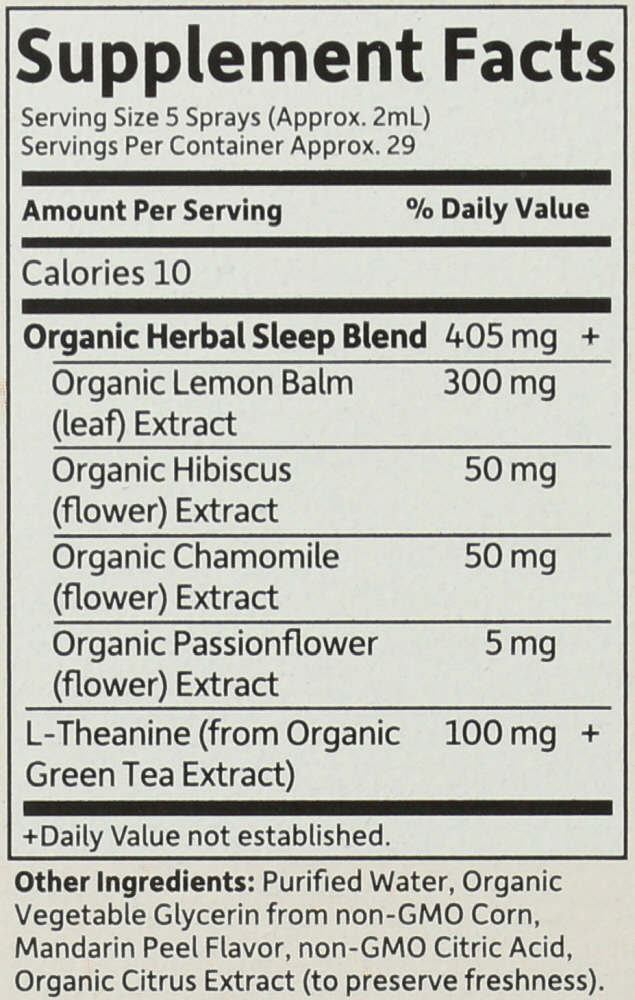 Supplement Facts
Serving Size 5 Sprays (Approx. 2mL)
Servings Per Container Approx. 29
Amount Per Serving % Daily Value
Calories 10
Organic Herbal Sleep Blend 405 mg +
Organic Lemon Balm 300 mg
(leaf) Extract
Organic Hibiscus 50 mg
(flower) Extract
Organic Chamomile 50 mg
(flower) Extract
Organic Passionflower 5 mg
(flower) Extract
L-Theanine (from Organic 100 mg +
Green Tea Extract)
+Daily Value not established.
Other Ingredients: Purified Water, Organic
Vegetable Glycerin from non-GMO Corn,
Mandarin Peel Flavor, non-GMO Citric Acid,
Organic Citrus Extract (to preserve freshness).